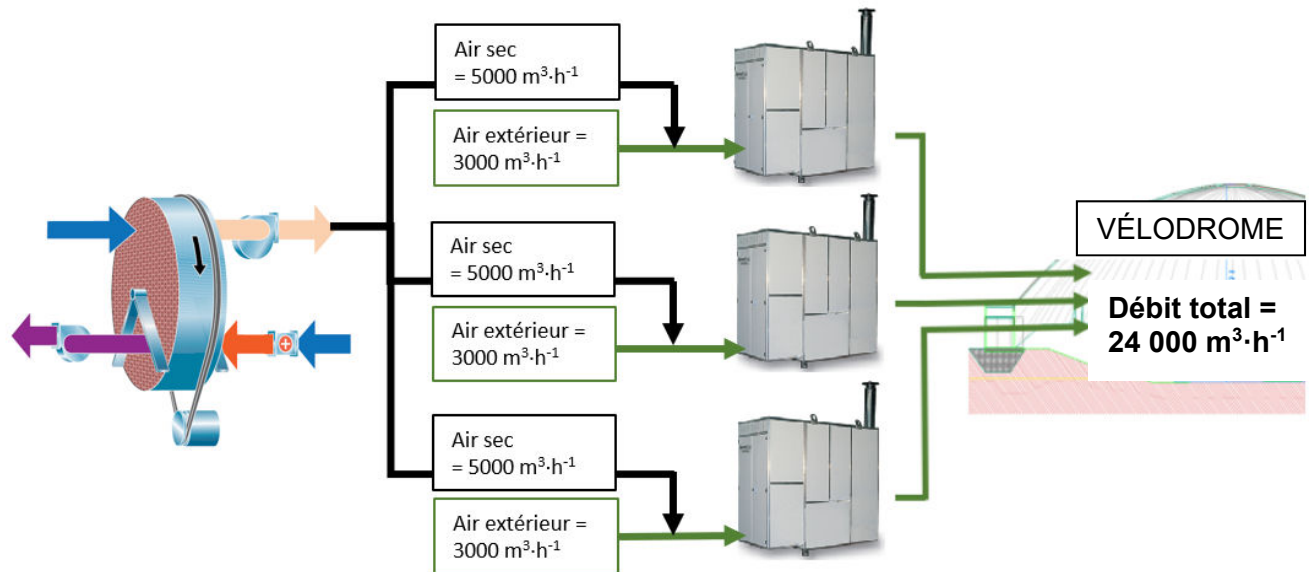 Air sec
= 5000 m³·h⁻¹
Air extérieur =
3000 m³·h⁻¹
Air sec
= 5000 m³·h⁻¹
Air extérieur =
3000 m³·h⁻¹
Air sec
= 5000 m³·h⁻¹
Air extérieur =
3000 m³·h⁻¹
VÉLODROME
Débit total =
24 000 m³·h⁻¹